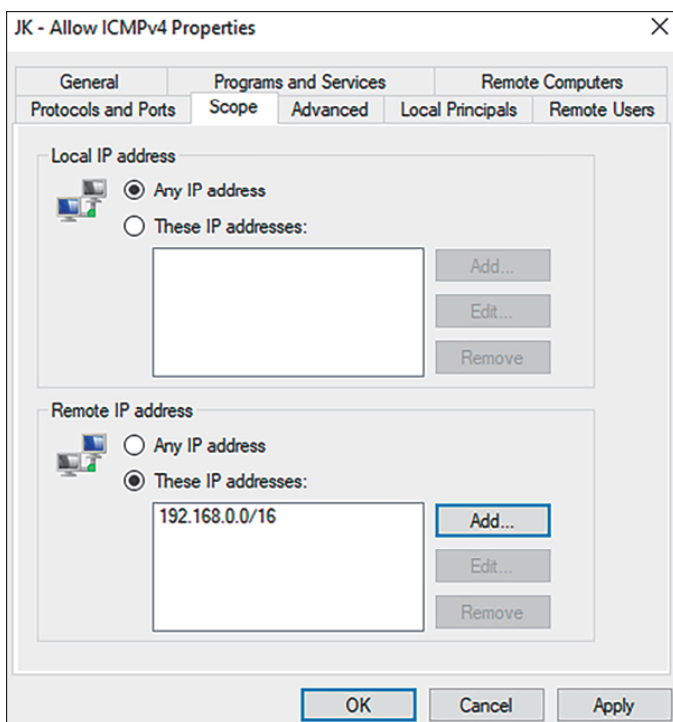 JK - Allow ICMPv4 Properties
General Programs and Services Remote Computers
Protocols and Ports Scope Advanced Local Principals Remote Users
Local IP address
Any IP address
These IP addresses:
Add...
Edit...
Remove
Remote IP address
Any IP address
These IP addresses:
192.168.0.0/16
Add...
Edit...
Remove
OK Cancel Apply